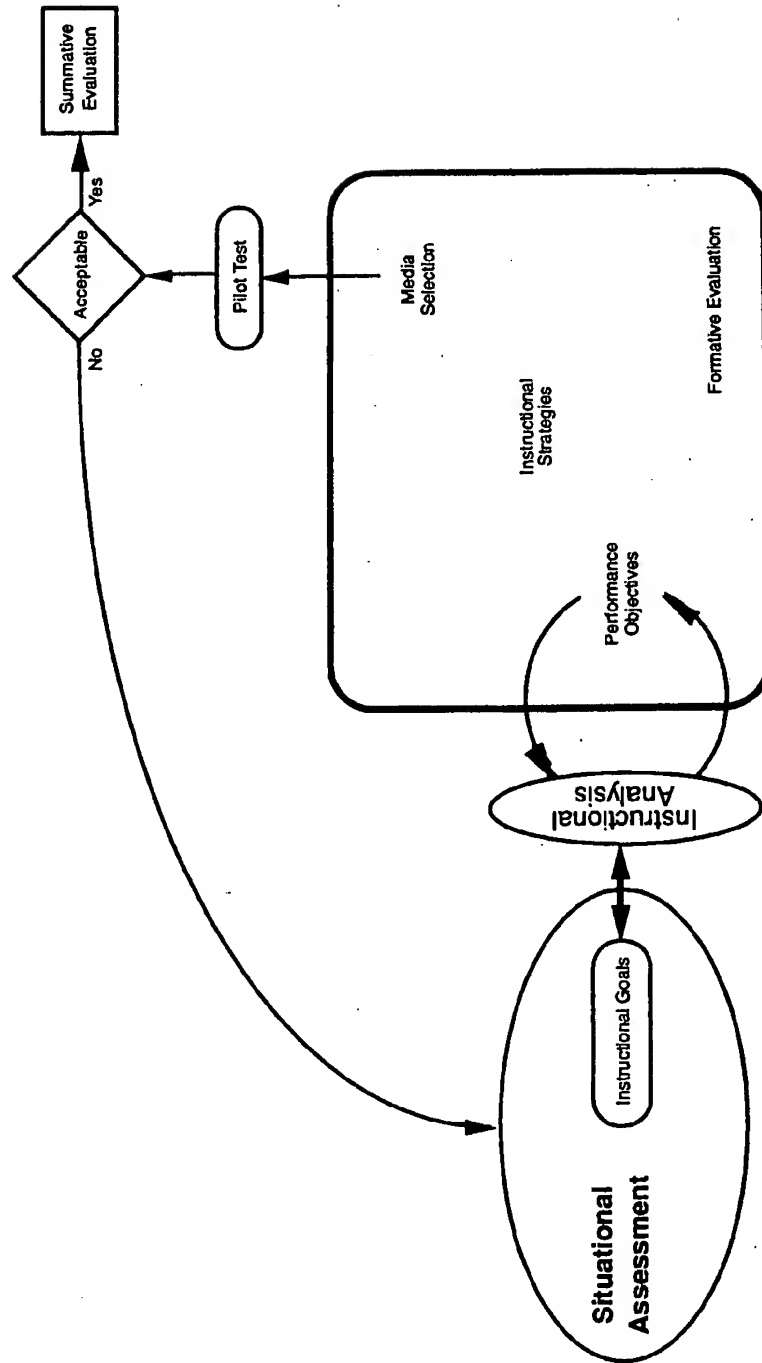 Situational
Assessment
Instructional Goals
Instructional
Analysis
Performance
Objectives
Instructional
Strategies
Media
Selection
Formative Evaluation
Pilot Test
Acceptable
No
Yes
Summative
Evaluation